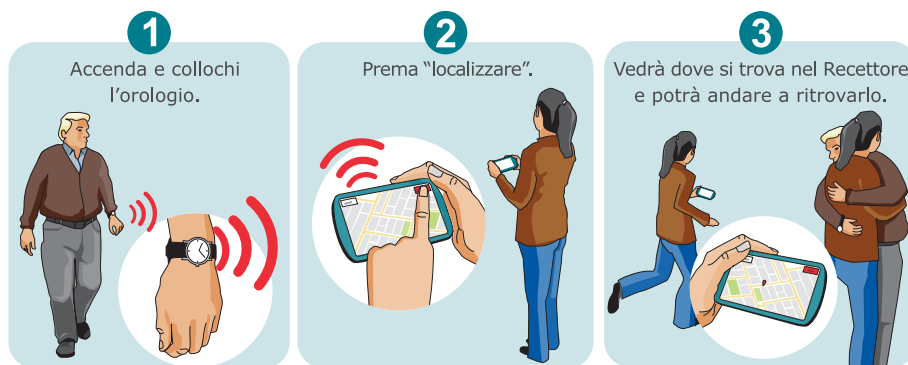 1
Accenda e collochi
l'orologio.
2
Prema “localizzare”.
3
Vedrà dove si trova nel Recettore
e potrà andare a ritrovarlo.